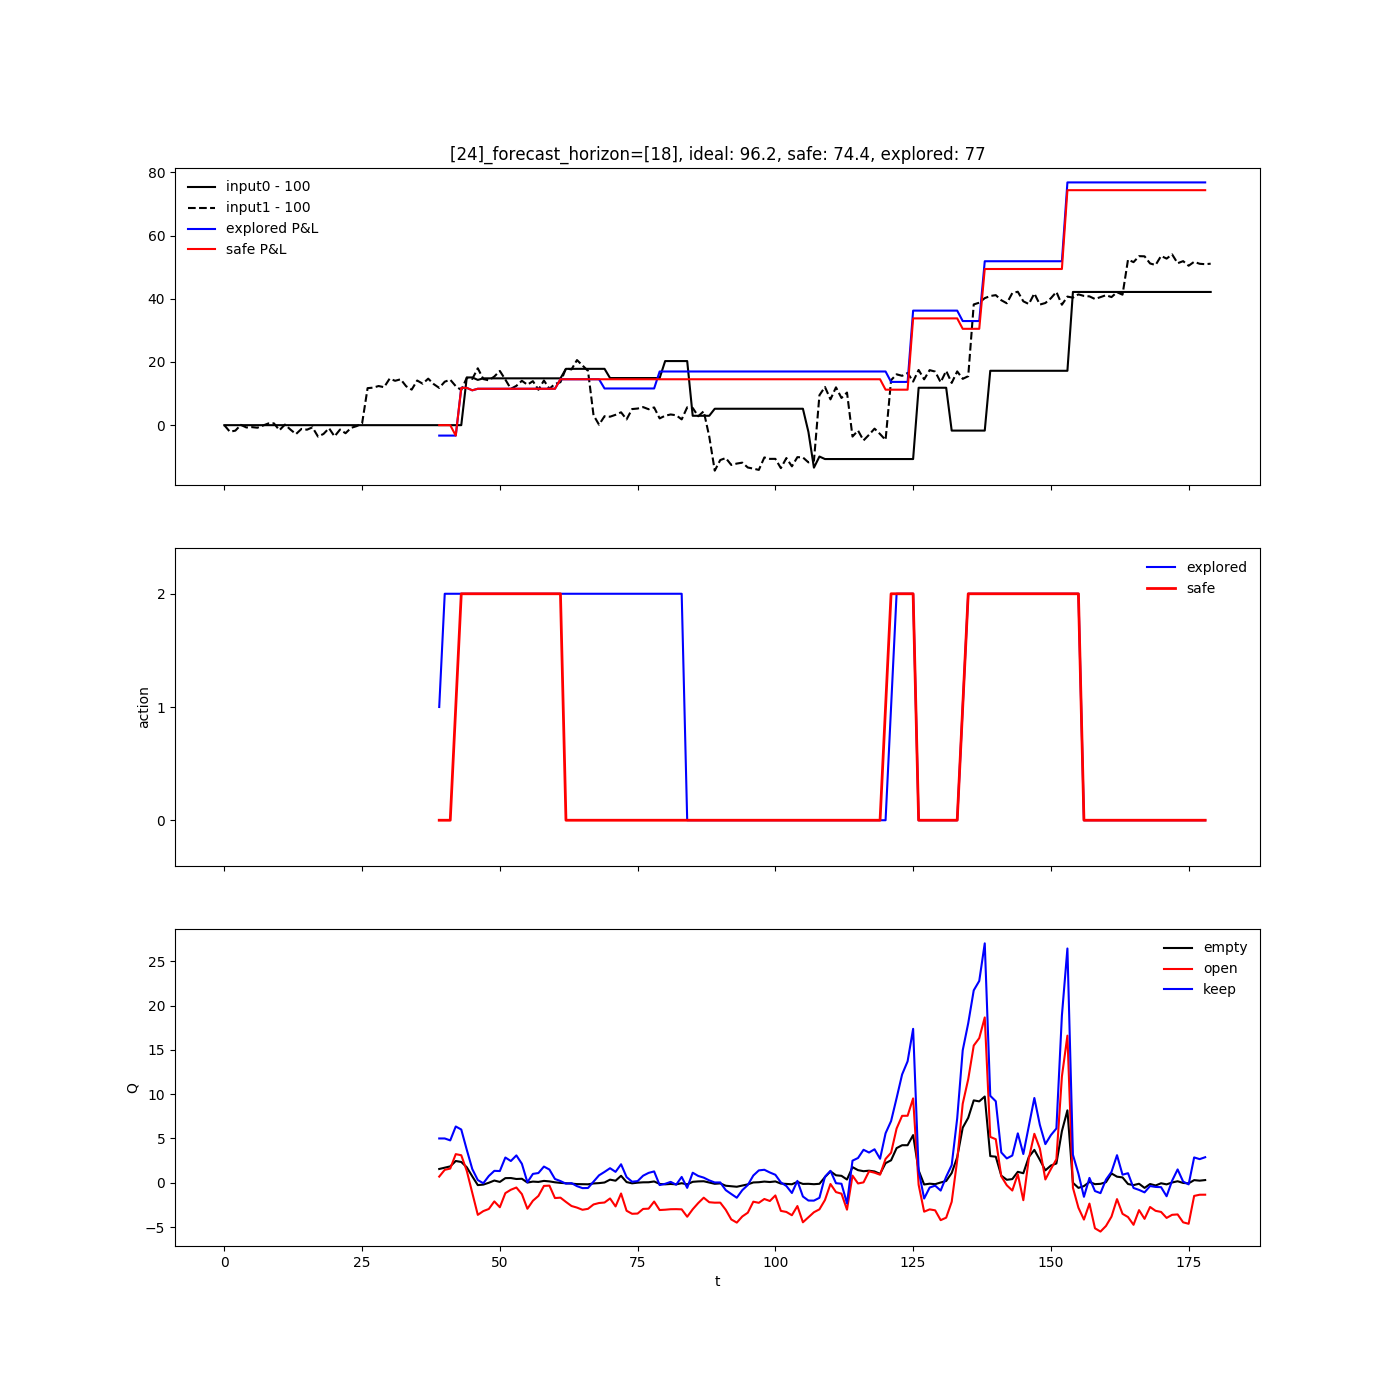 [24]_forecast_horizon=[18], ideal: 96.2, safe: 74.4, explored: 77
80
60
40
20
0
input0 - 100
input1 - 100
explored P&L
safe P&L
2
1
0
action
explored
safe
25
20
15
10
5
0
−5
Q
empty
open
keep
0 25 50 75 100 125 150 175
t